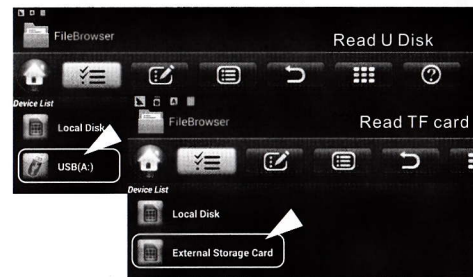 FileBrowser
Read U Disk
Device List
Local Disk
USB(A:)
FileBrowser
Read TF card
Device List
Local Disk
External Storage Card